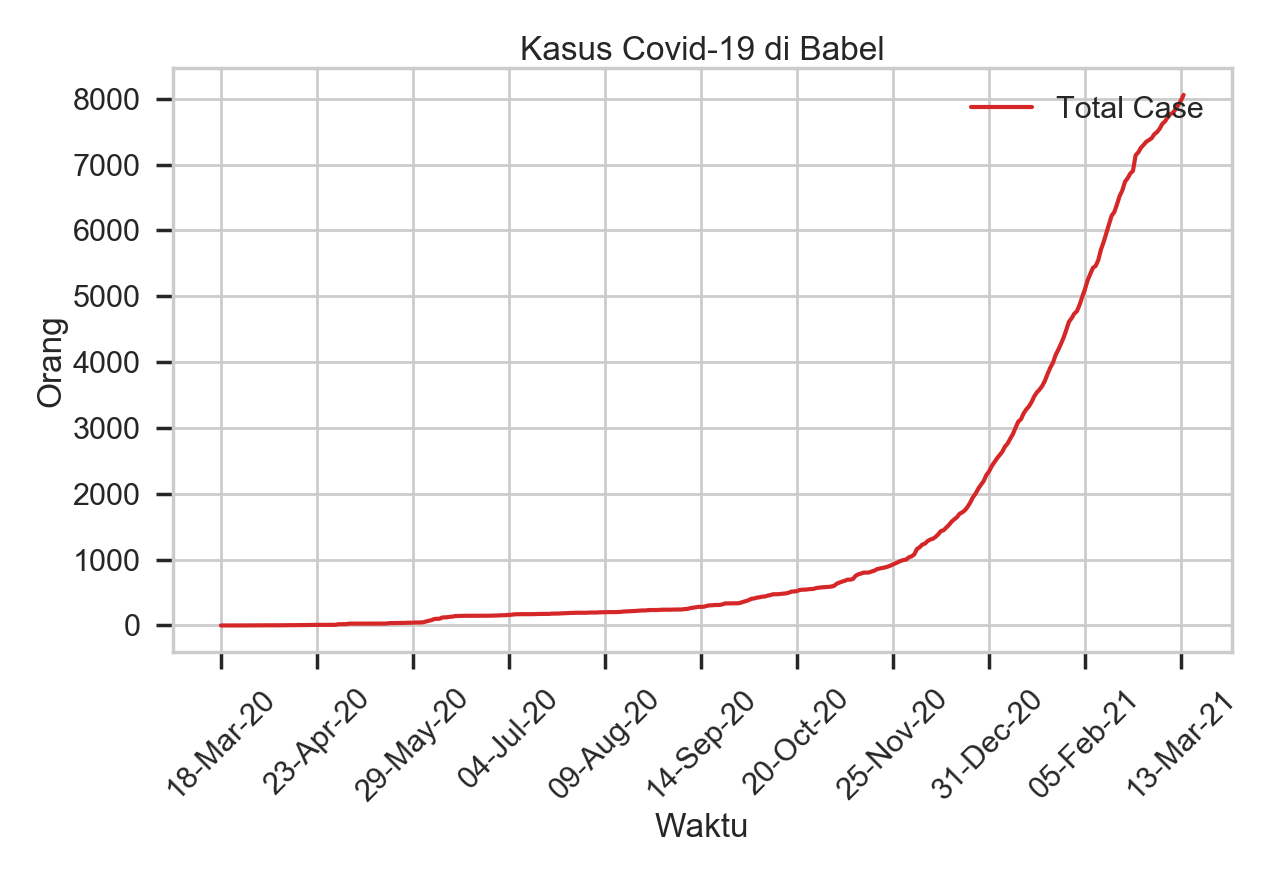 Kasus Covid-19 di Babel
Total Case
8000
7000
6000
5000
4000
3000
2000
1000
0
Orang
18-Mar-20
23-Apr-20
29-May-20
04-Jul-20
09-Aug-20
14-Sep-20
20-Oct-20
25-Nov-20
31-Dec-20
05-Feb-21
13-Mar-21
Waktu